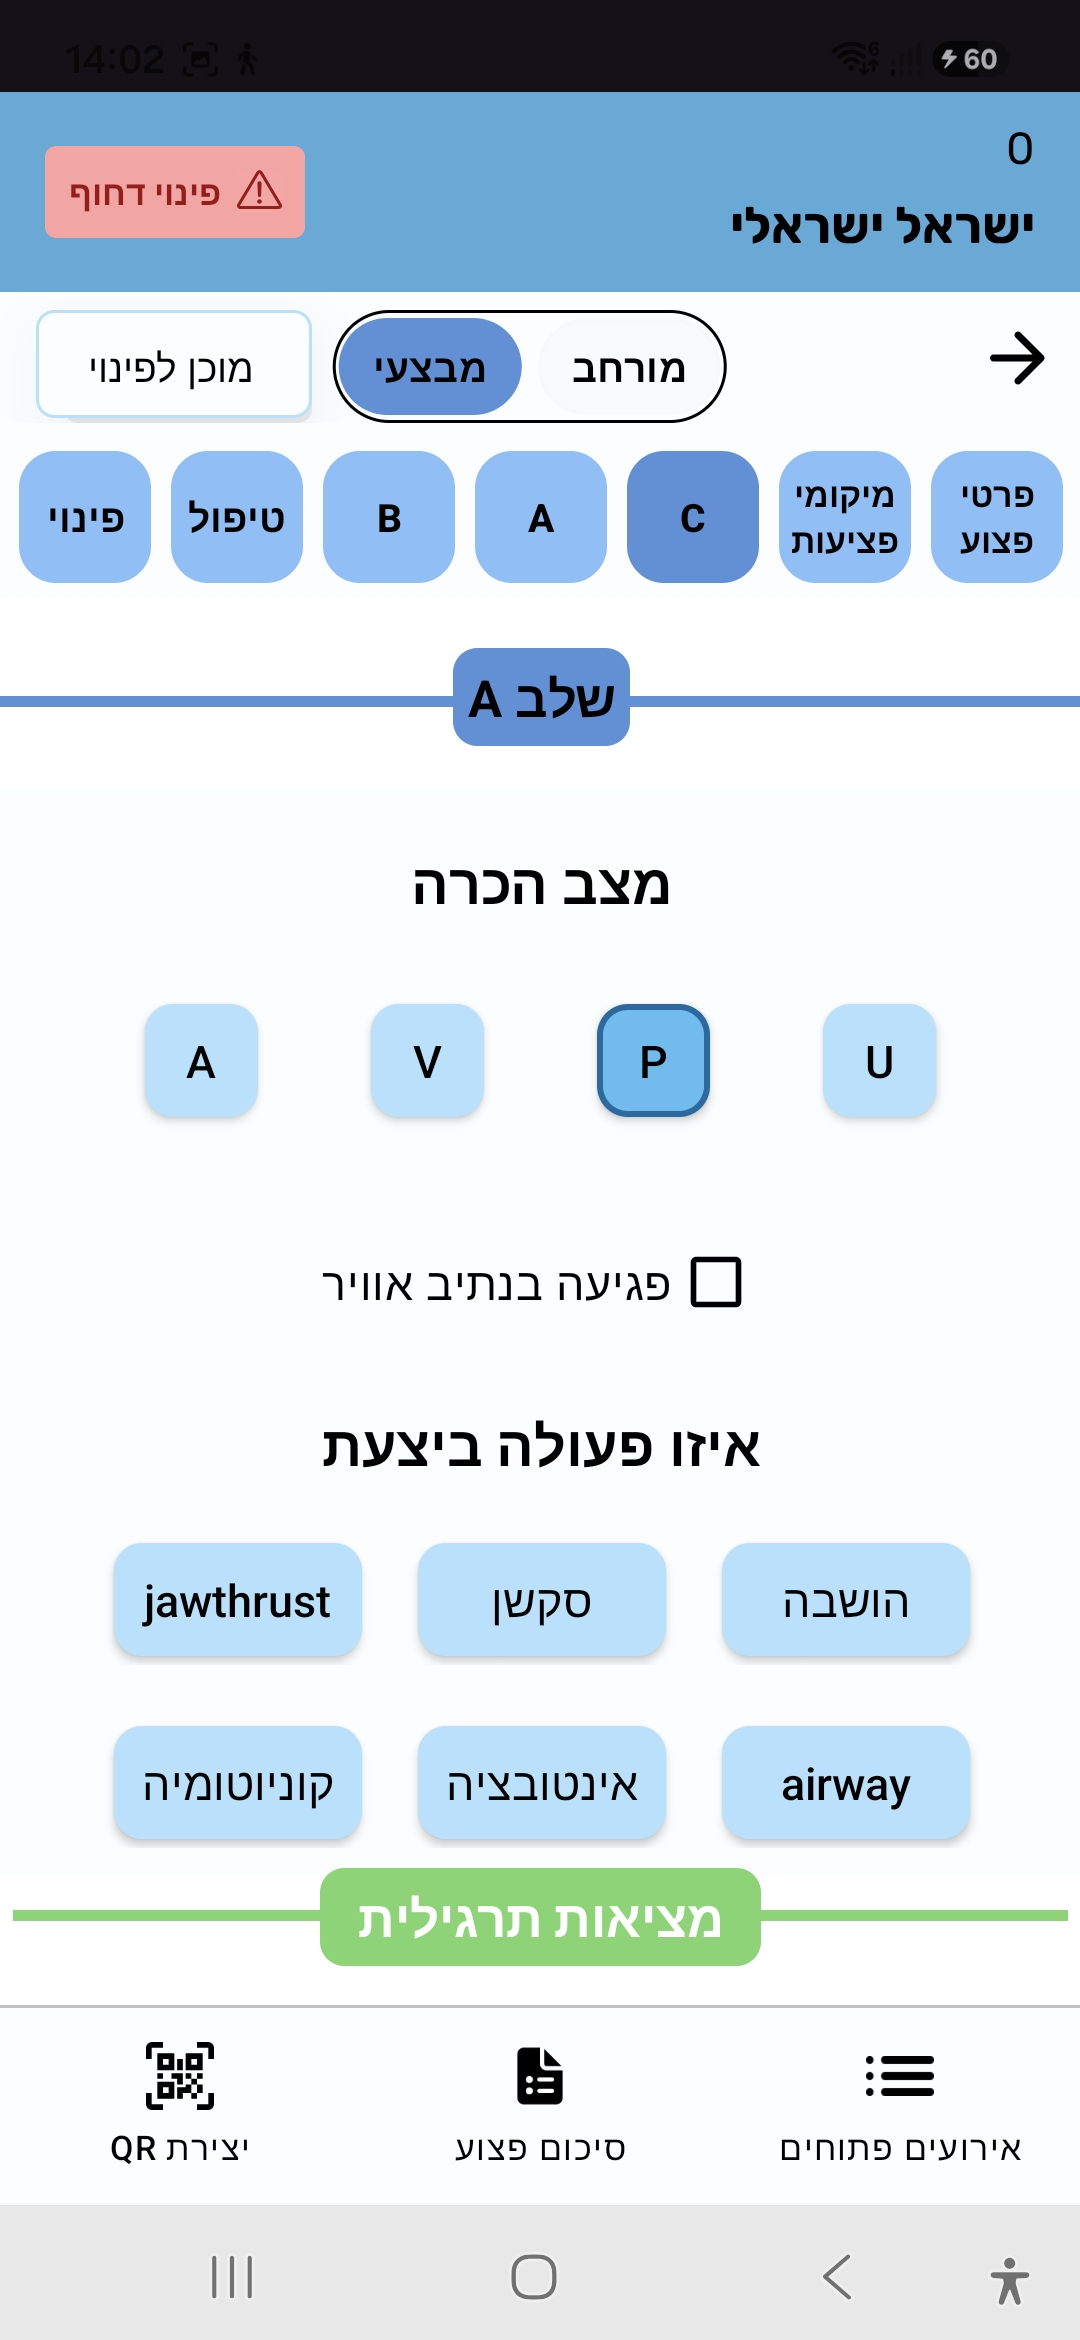 14:02
6
60
0
ישראל ישראלי
פינוי דחוף
מורחב
מבצעי
מוכן לפינוי
פרטי
פצוע
מיקומי
פציעות
C
A
B
טיפול
פינוי
שלב A
מצב הכרה
A
V
P
U
פגיעה בנתיב אוויר
איזו פעולה ביצעת
הושבה
סקשן
jawthrust
airway
אינטובציה
קוניוטומיה
מציאות תרגילית
אירועים פתוחים
סיכום פצוע
יצירת QR